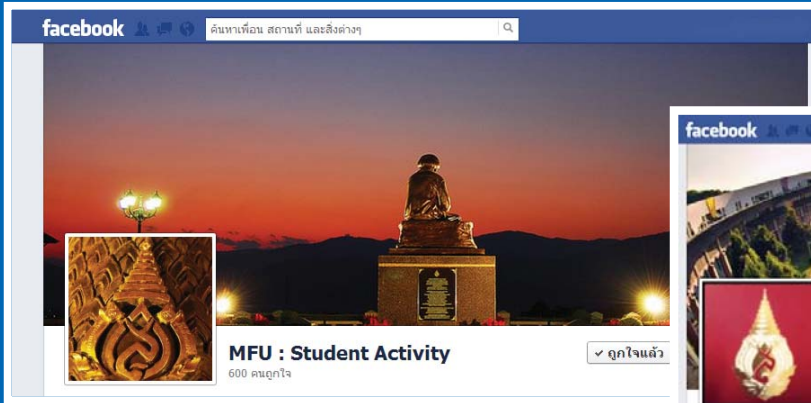 facebook
ค้นหาเพื่อน สถานที่ และสิ่งต่างๆ
MFU : Student Activity
600 คนถูกใจ
✓ ถูกใจแล้ว
facebook